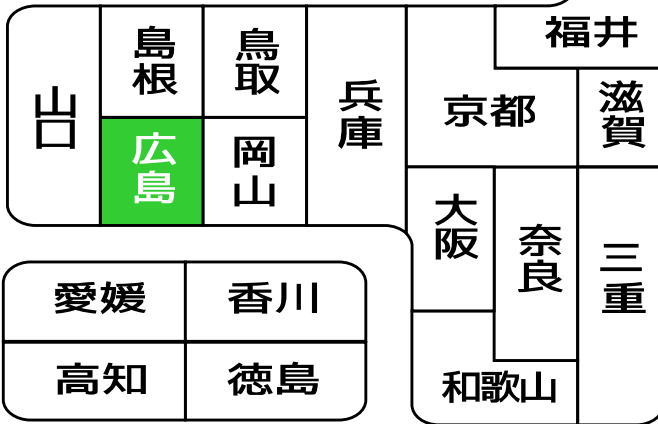 福井
島根
鳥取
兵庫
京都
滋賀
山口
広島
岡山
大阪
奈良
三重
愛媛
香川
高知
徳島
和歌山